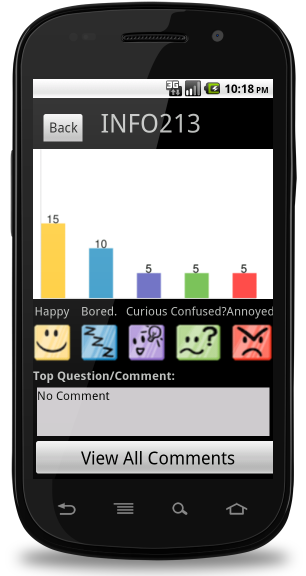 3G
10:18 PM
Back
INFO213
15
10
5
5
5
Happy
Bored.
Curious
Confused?
Annoyed
Z Z Z
?
Top Question/Comment:
No Comment
View All Comments